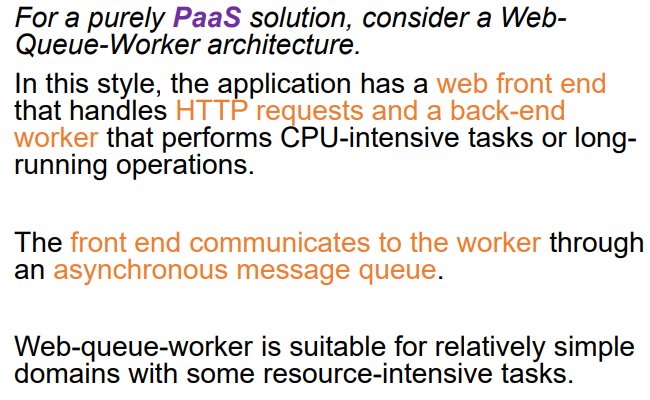 For a purely PaaS solution, consider a Web-
Queue-Worker architecture.
In this style, the application has a web front end
that handles HTTP requests and a back-end
worker that performs CPU-intensive tasks or long-
running operations.
The front end communicates to the worker through
an asynchronous message queue.
Web-queue-worker is suitable for relatively simple
domains with some resource-intensive tasks.